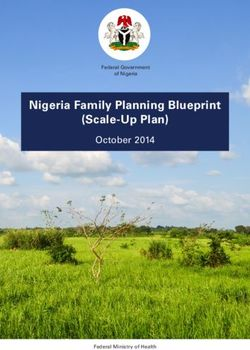 Federal Government
of Nigeria
Nigeria Family Planning Blueprint
(Scale-Up Plan)
October 2014
Federal Ministry of Health